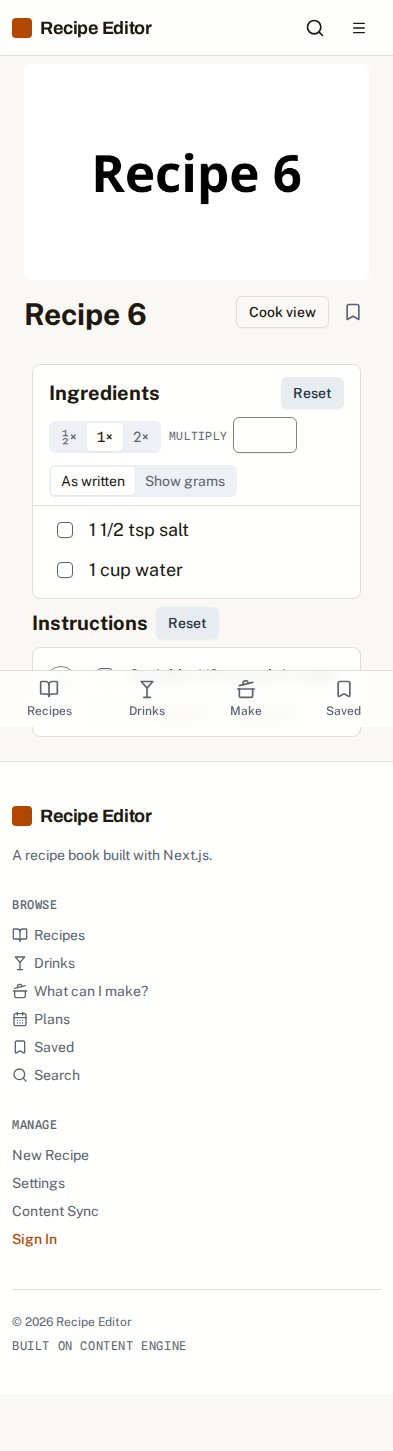 Recipe Editor
Recipe 6
Recipe 6
Cook view
Ingredients
Reset
½× 1× 2× MULTIPLY
As written Show grams
1 1/2 tsp salt
1 cup water
Instructions Reset
Recipes Drinks Make Saved
Recipe Editor
A recipe book built with Next.js.
BROWSE
Recipes
Drinks
What can I make?
Plans
Saved
Search
MANAGE
New Recipe
Settings
Content Sync
Sign In
© 2026 Recipe Editor
BUILT ON CONTENT ENGINE